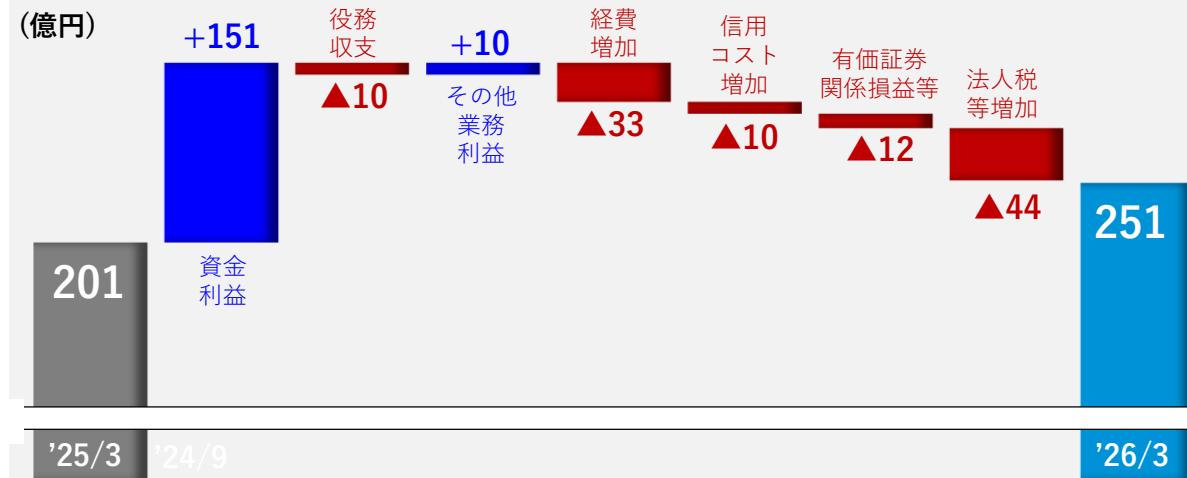 (億円)
+151
役務
収支
▲10
+10
その他
業務
利益
経費
増加
▲33
信用
コスト
増加
▲10
有価証券
関係損益等
▲12
法人税
等増加
▲44
資金
利益
201
251
’25/3
’24/9
’26/3